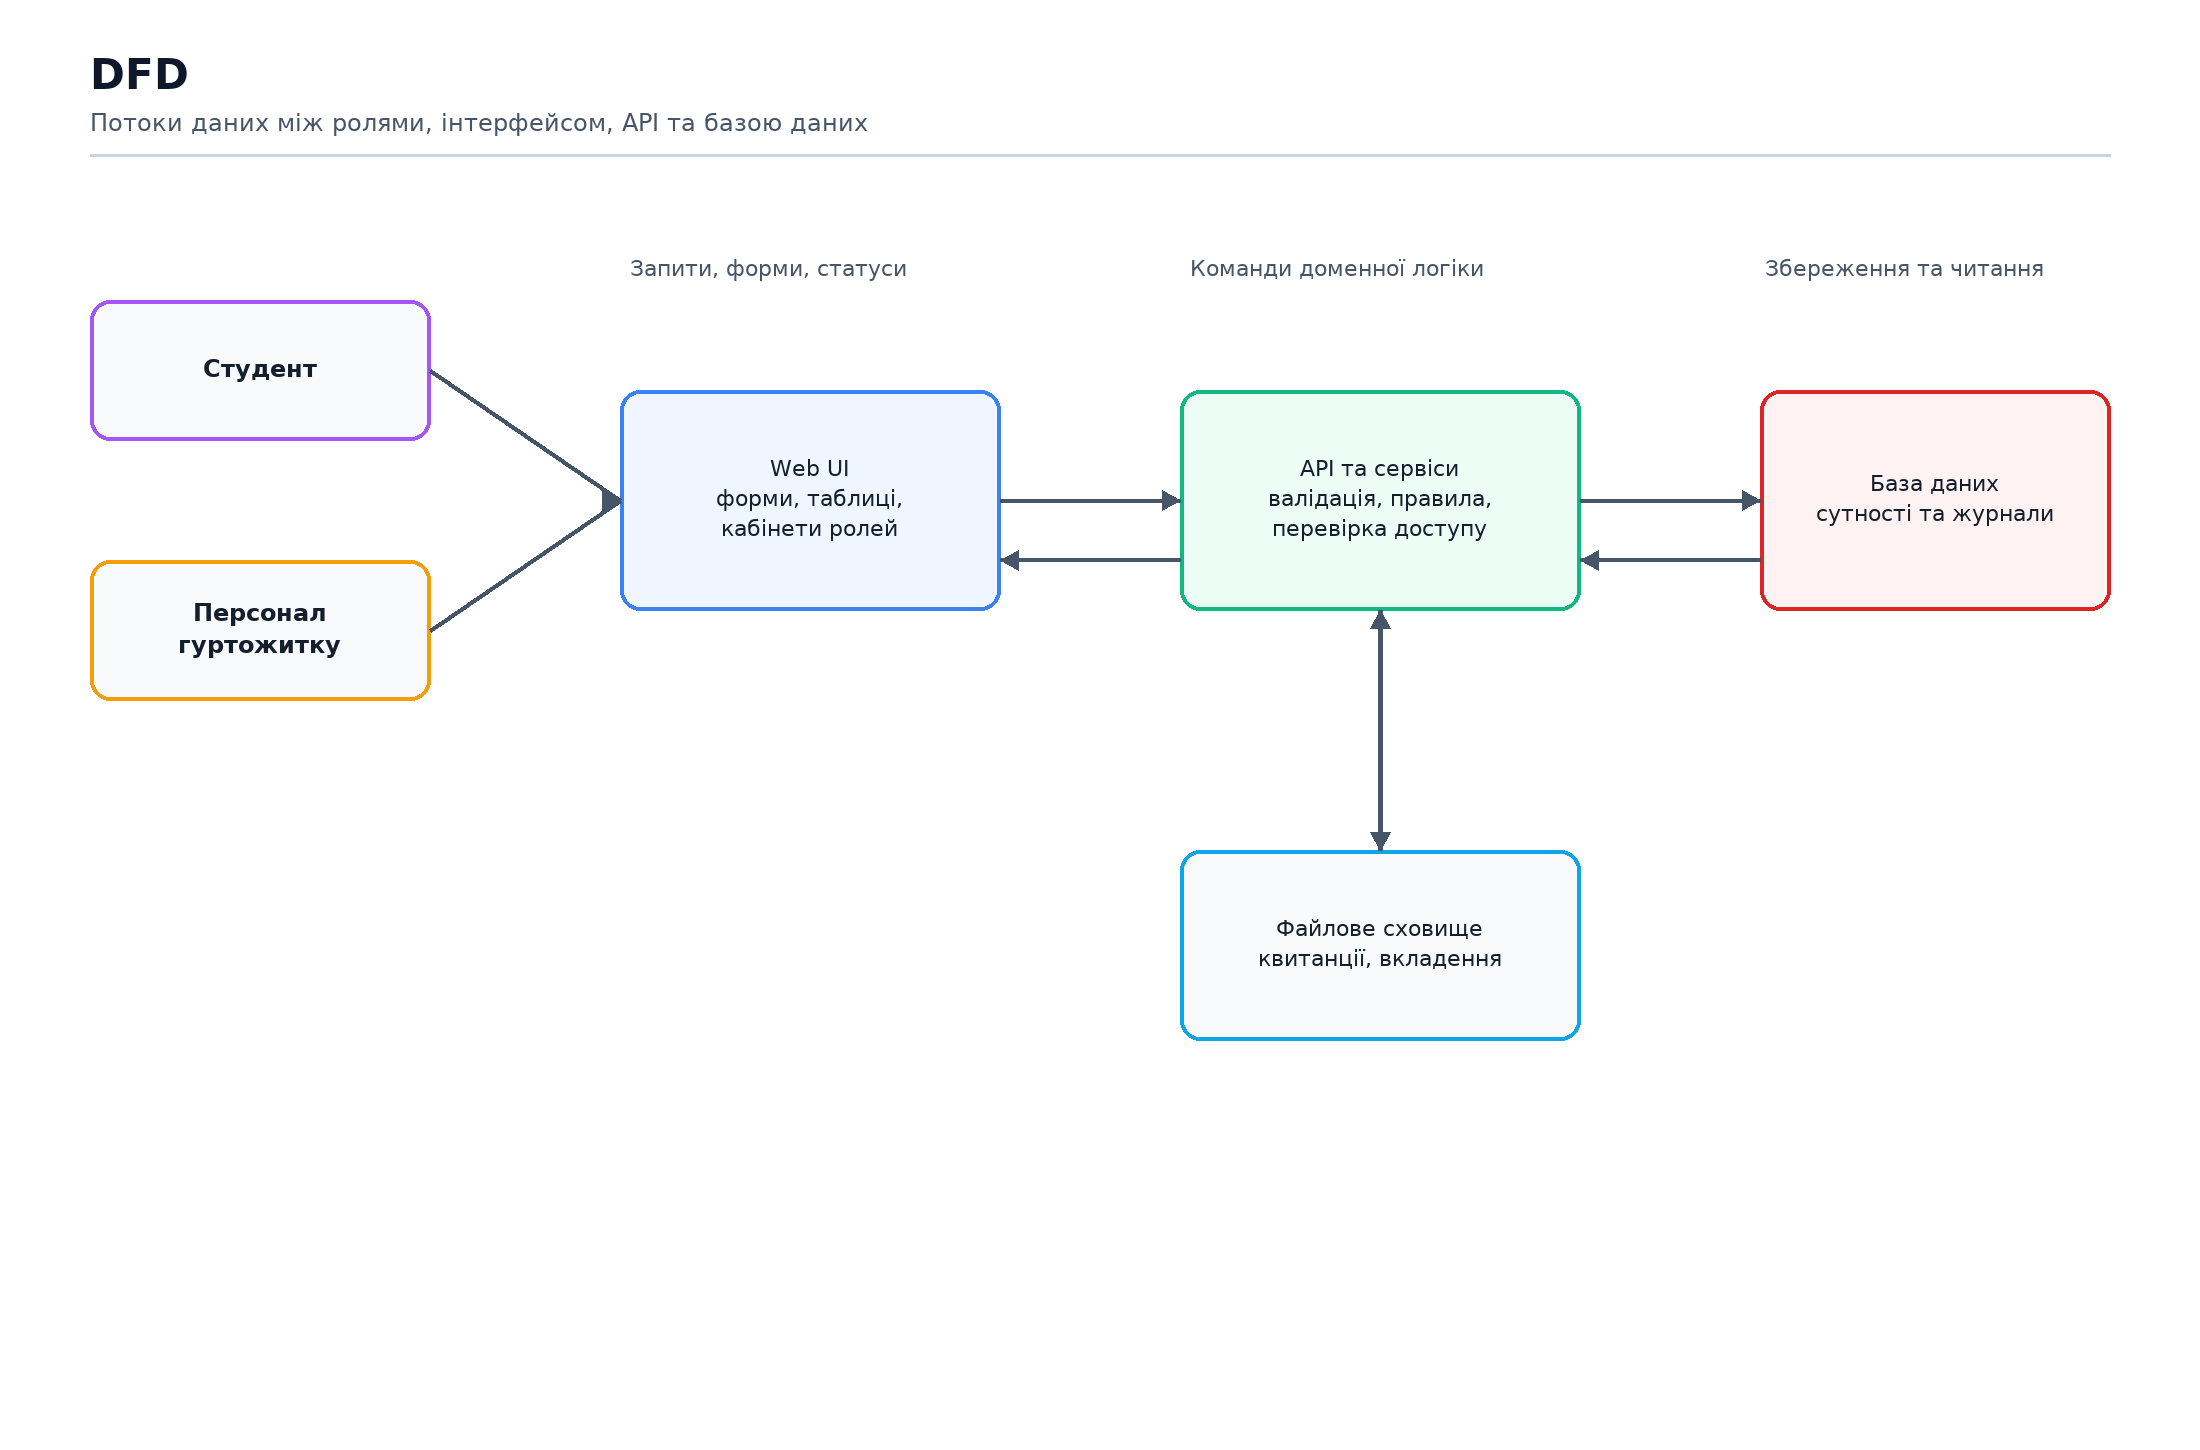 DFD
Потоки даних між ролями, інтерфейсом, API та базою даних
Запити, форми, статуси
Команди доменної логіки
Збереження та читання
Студент
Персонал
гуртожитку
Web UI
форми, таблиці,
кабінети ролей
API та сервіси
валідація, правила,
перевірка доступу
База даних
сутності та журнали
Файлове сховище
квитанції, вкладення